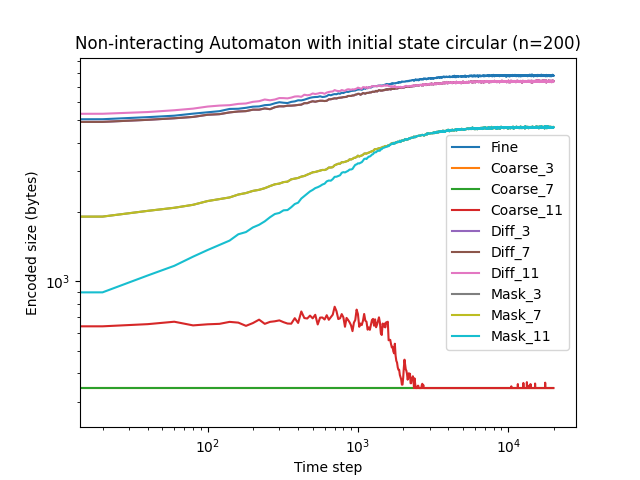 Non-interacting Automaton with initial state circular (n=200)
Encoded size (bytes)
10³
Fine
Coarse_3
Coarse_7
Coarse_11
Diff_3
Diff_7
Diff_11
Mask_3
Mask_7
Mask_11
10² 10³ 10⁴
Time step